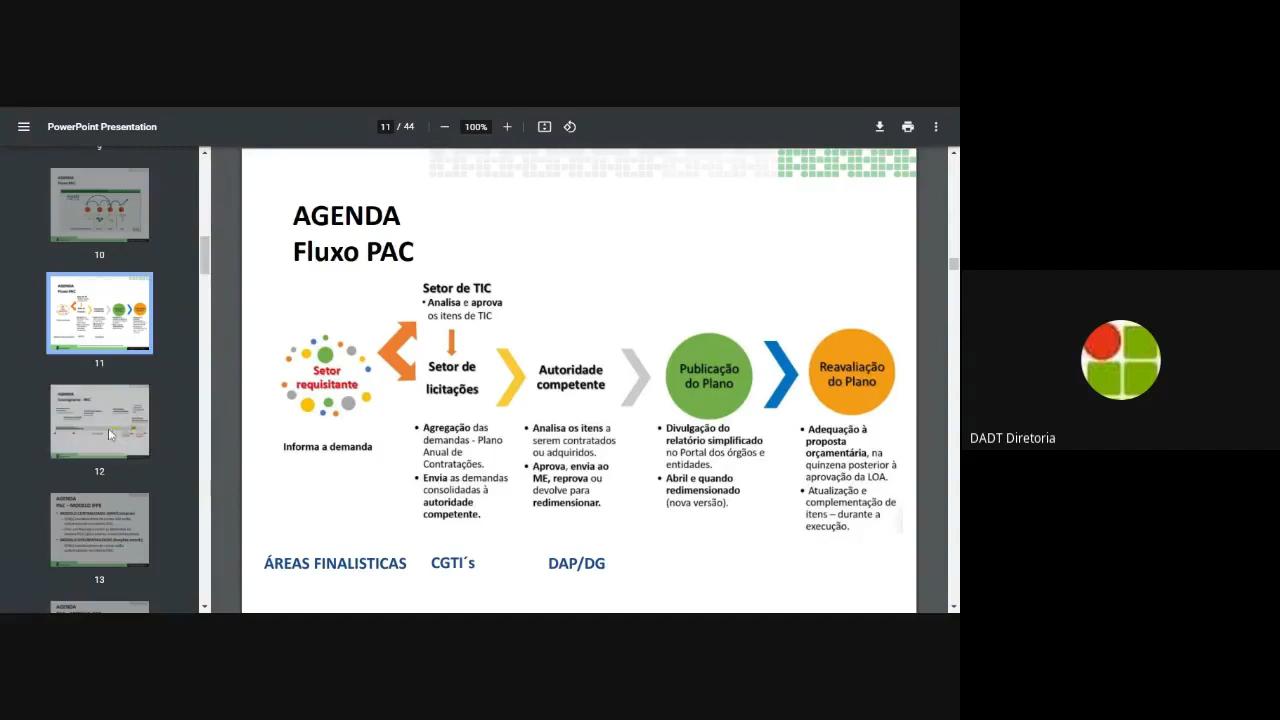 PowerPoint Presentation
11 / 44
100%
9
10
11
12
13
AGENDA
Fluxo PAC
Setor de TIC
• Analisa e aprova
os itens de TIC
Setor
requisitante
Informa a demanda
Setor de
licitações
• Agregação das
demandas - Plano
Anual de
Contratações.
• Envia as demandas
consolidadas à
autoridade
competente.
Autoridade
competente
• Analisa os itens a
serem contratados
ou adquiridos.
• Aprova, envia ao
ME, reprova ou
devolve para
redimensionar.
Publicação
do Plano
• Divulgação do
relatório simplificado
no Portal dos órgãos e
entidades.
• Abril e quando
redimensionado
(nova versão).
Reavaliação
do Plano
• Adequação à
proposta
orçamentária, na
quinzena posterior à
aprovação da LOA.
• Atualização e
complementação de
itens – durante a
execução.
ÁREAS FINALISTICAS
CGTI´s
DAP/DG
DADT Diretoria